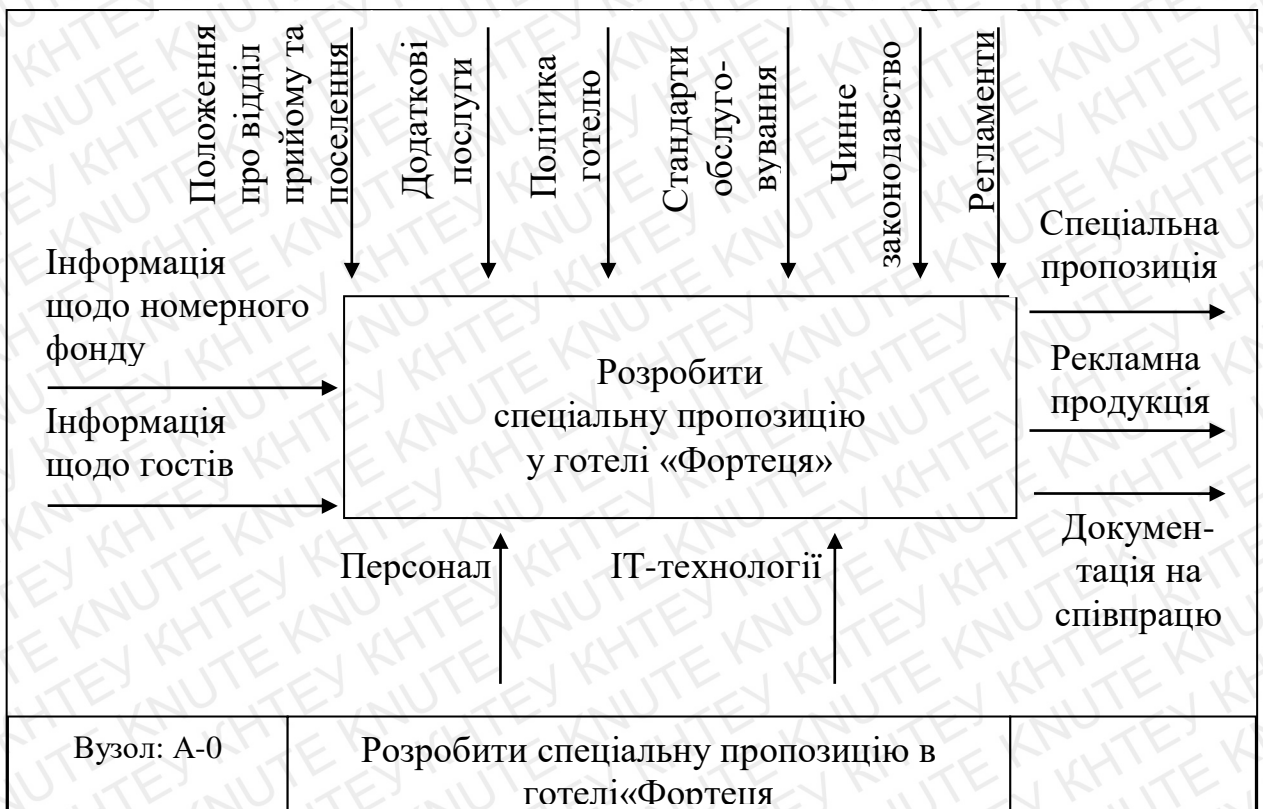 Положення
про відділ
прийому та
поселення
Додаткові
послуги
Політика
готелю
Стандарти
обслуго-
вування
Чинне
законодавство
Регламенти
Інформація
щодо номерного
фонду
Інформація
щодо гостів
Розробити
спеціальну пропозицію
у готелі «Фортеця»
Спеціальна
пропозиція
Рекламна
продукція
Докумен-
тація на
співпрацю
Персонал
ІТ-технології
Вузол: А-0
Розробити спеціальну пропозицію в
готелі«Фортеця